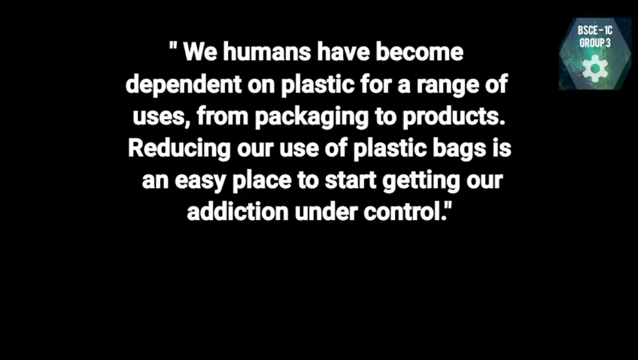 BSCE - 1C
GROUP 3
" We humans have become
dependent on plastic for a range of
uses, from packaging to products.
Reducing our use of plastic bags is
an easy place to start getting our
addiction under control."